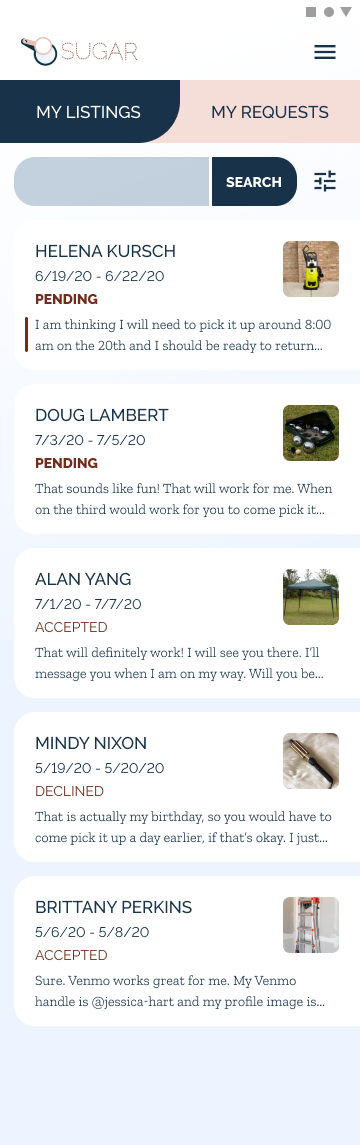 SUGAR
MY LISTINGS
MY REQUESTS
SEARCH
HELENA KURSCH
6/19/20 - 6/22/20
PENDING
I am thinking I will need to pick it up around 8:00
am on the 20th and I should be ready to return...
DOUG LAMBERT
7/3/20 - 7/5/20
PENDING
That sounds like fun! That will work for me. When
on the third would work for you to come pick it...
ALAN YANG
7/1/20 - 7/7/20
ACCEPTED
That will definitely work! I will see you there. I'll
message you when I am on my way. Will you be...
MINDY NIXON
5/19/20 - 5/20/20
DECLINED
That is actually my birthday, so you would have to
come pick it up a day earlier, if that's okay. I just...
BRITTANY PERKINS
5/6/20 - 5/8/20
ACCEPTED
Sure. Venmo works great for me. My Venmo
handle is @jessica-hart and my profile image is...